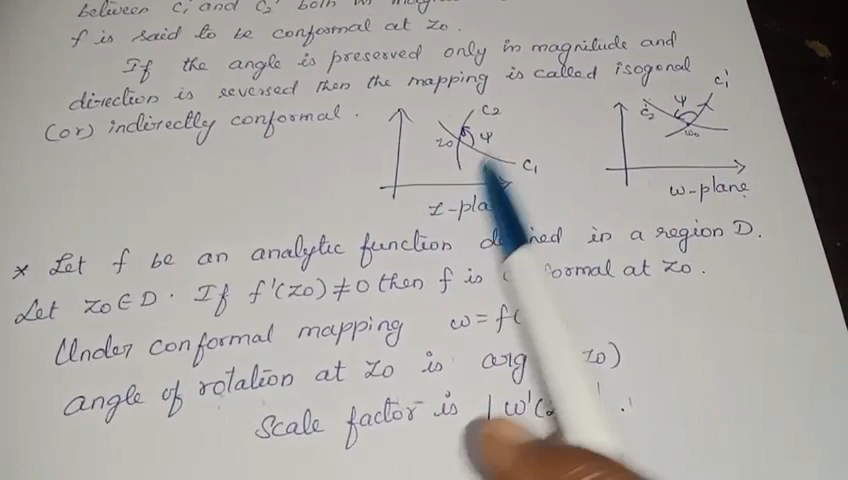 between C₁ and C₂ both in
f is said to be conformal at z₀.
If the angle is preserved only in magnitude and
direction is reversed then the mapping is called isogonal
(or) indirectly conformal.
C₂
z₀ ψ
C₁
z-pla
C₁'
C₂' ψ
w₀
w-plane
* Let f be an analytic function d ned in a region D.
Let z₀ ∈ D. If f'(z₀) ≠ 0 then f is c formal at z₀.
Under conformal mapping w = f(
angle of rotation at z₀ is arg z₀)
Scale factor is | w'(